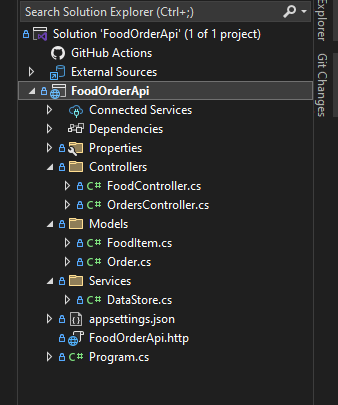 Search Solution Explorer (Ctrl+;)
Solution 'FoodOrderApi' (1 of 1 project)
GitHub Actions
External Sources
FoodOrderApi
Connected Services
Dependencies
Properties
Controllers
C# FoodController.cs
C# OrdersController.cs
Models
C# FoodItem.cs
C# Order.cs
Services
C# DataStore.cs
appsettings.json
FoodOrderApi.http
C# Program.cs
Explorer
Git Changes